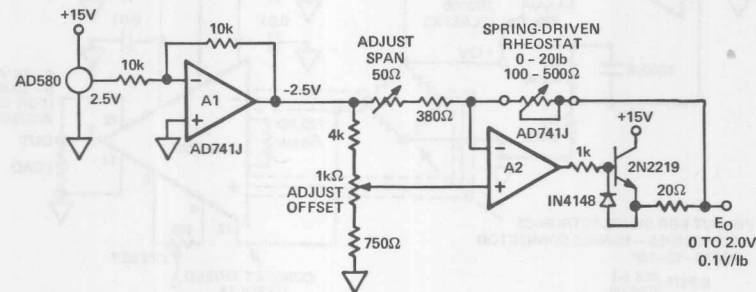 +15V
AD580
10k
2.5V
10k
−
+
A1
AD741J
−2.5V
ADJUST
SPAN
50Ω
380Ω
4k
1kΩ
ADJUST
OFFSET
750Ω
SPRING-DRIVEN
RHEOSTAT
0 – 20lb
100 – 500Ω
AD741J
−
+
A2
1k
+15V
2N2219
IN4148
20Ω
EO
0 TO 2.0V
0.1V/lb